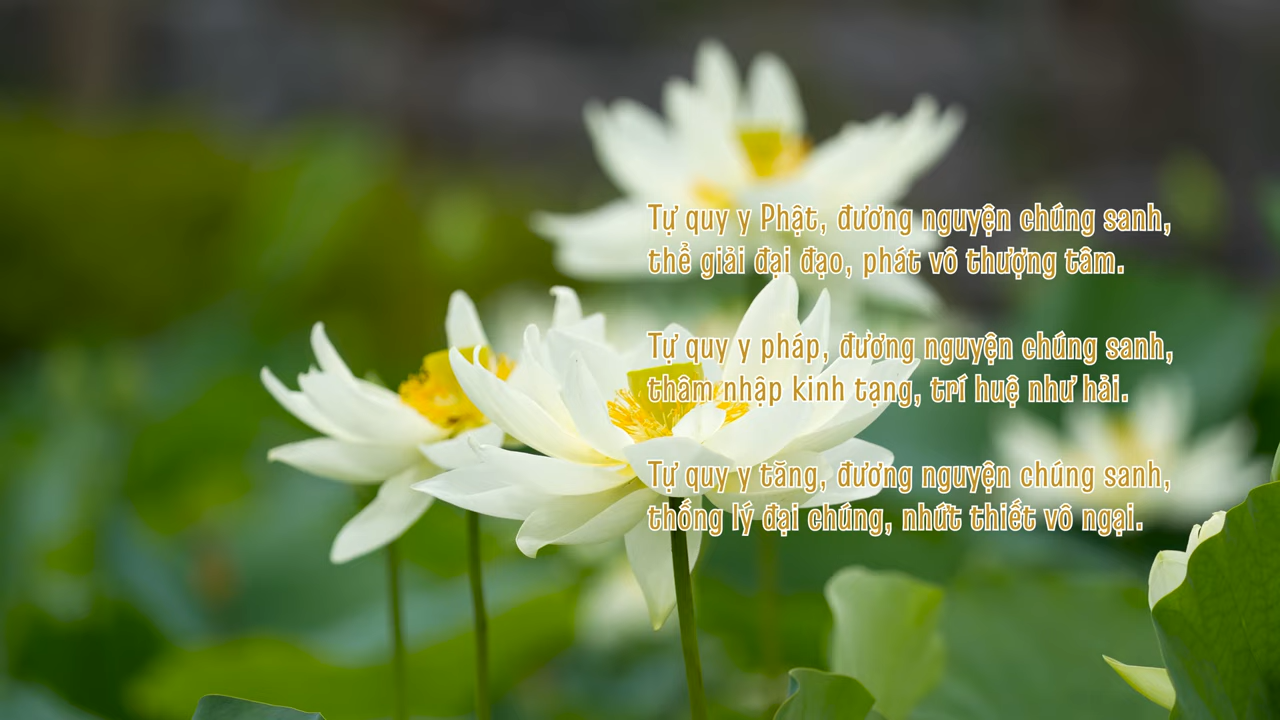 Tự quy y Phật, đương nguyện chúng sanh,
thể giải đại đạo, phát vô thượng tâm.
Tự quy y pháp, đương nguyện chúng sanh,
thâm nhập kinh tạng, trí huệ như hải.
Tự quy y tăng, đương nguyện chúng sanh,
thống lý đại chúng, nhứt thiết vô ngại.